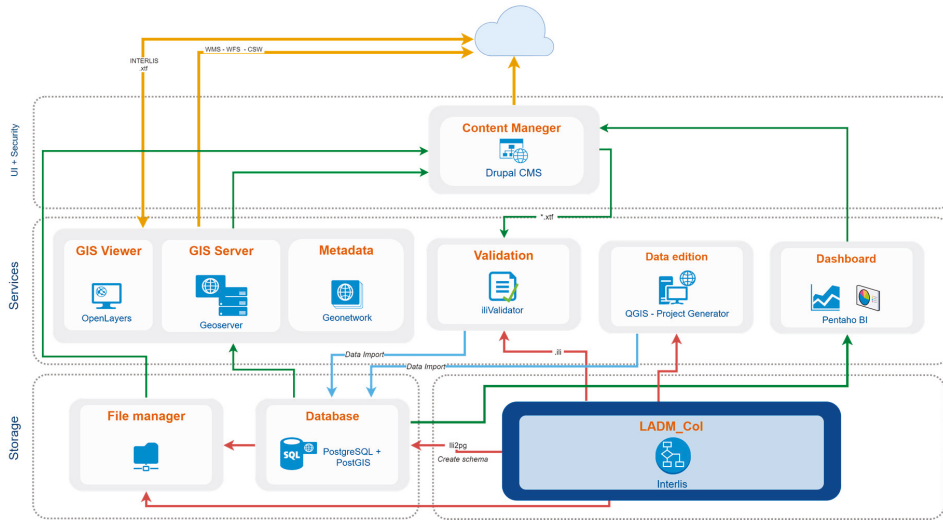 WMS - WFS - CSW
INTERLIS
.xtf
UI + Security
Content Maneger
Drupal CMS
*.xtf
Services
GIS Viewer
OpenLayers
GIS Server
Geoserver
Metadata
Geonetwork
Validation
iliValidator
Data edition
QGIS - Project Generator
Dashboard
Pentaho BI
Data Import
.ili
Data Import
Storage
File manager
Database
SQL
PostgreSQL +
PostGIS
Ili2pg
Create schema
LADM_Col
Interlis